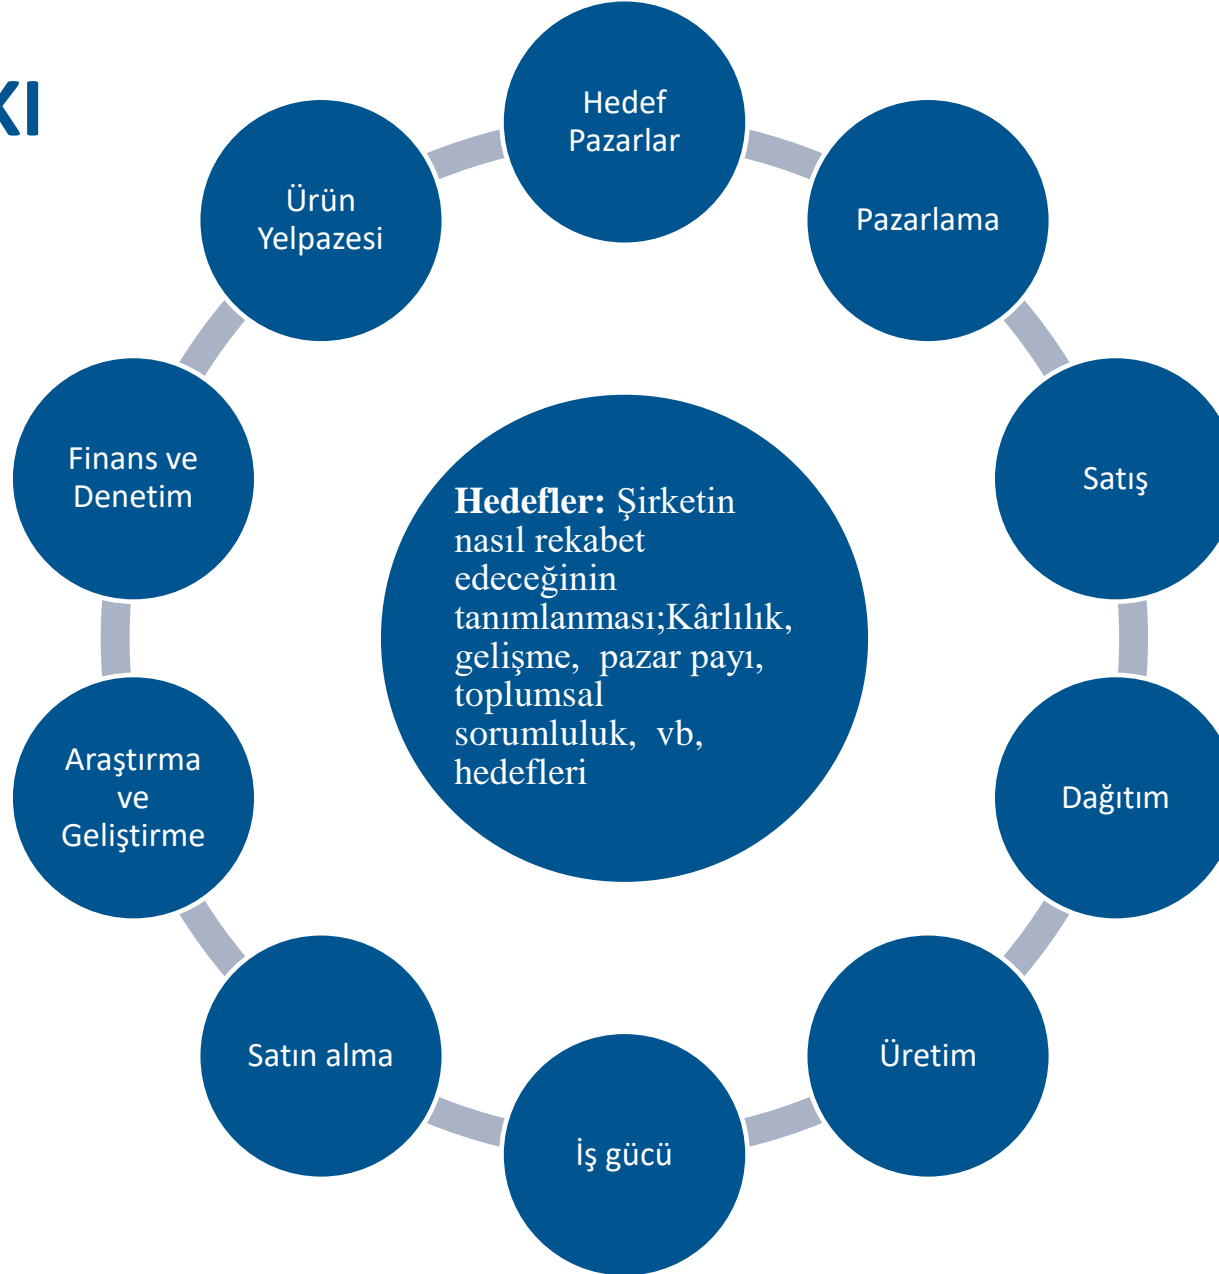 KI
Hedef
Pazarlar
Pazarlama
Satış
Dağıtım
Üretim
İş gücü
Satın alma
Araştırma
ve
Geliştirme
Finans ve
Denetim
Ürün
Yelpazesi
Hedefler: Şirketin
nasıl rekabet
edeceğinin
tanımlanması;Kârlılık,
gelişme, pazar payı,
toplumsal
sorumluluk, vb,
hedefleri